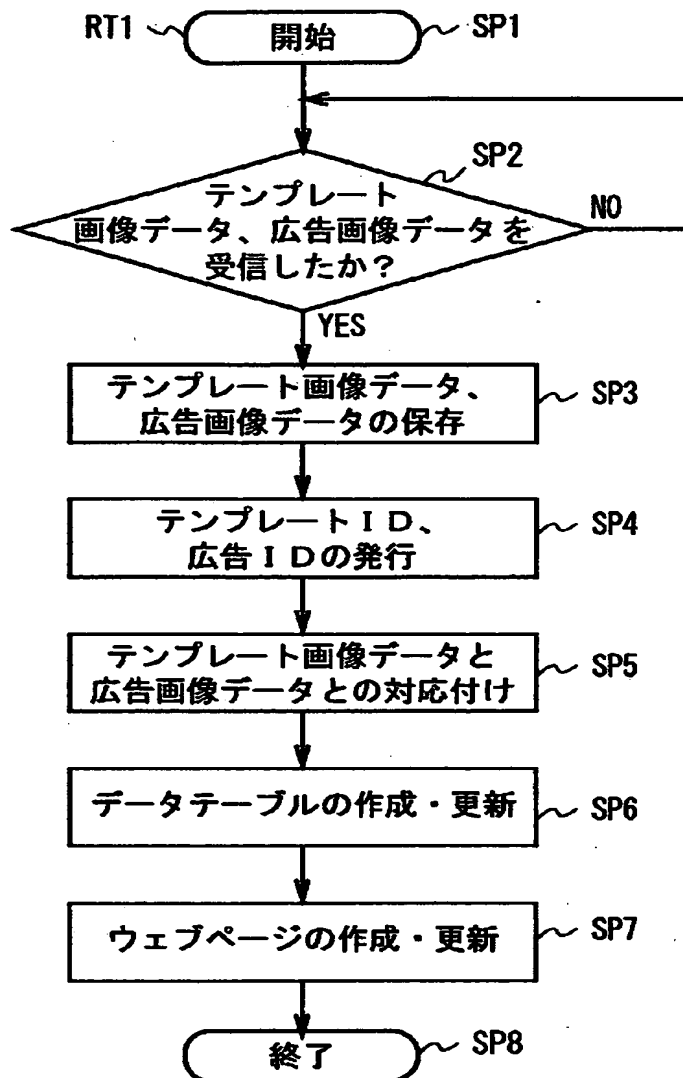 RT1 開始 SP1
SP2
テンプレート
画像データ、広告画像データを
受信したか？
NO
YES
テンプレート画像データ、
広告画像データの保存
SP3
テンプレートＩＤ、
広告ＩＤの発行
SP4
テンプレート画像データと
広告画像データとの対応付け
SP5
データテーブルの作成・更新
SP6
ウェブページの作成・更新
SP7
終了
SP8